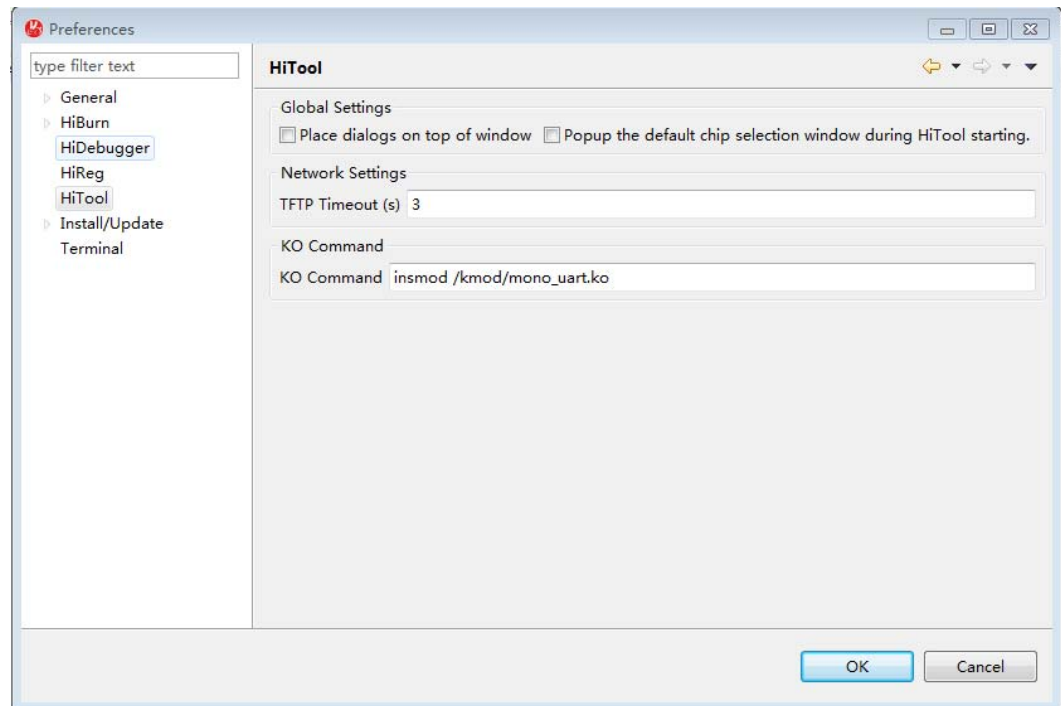 Preferences
type filter text
General
HiBurn
HiDebugger
HiReg
HiTool
Install/Update
Terminal
HiTool
Global Settings
Place dialogs on top of window Popup the default chip selection window during HiTool starting.
Network Settings
TFTP Timeout (s) 3
KO Command
KO Command insmod /kmod/mono_uart.ko
OK Cancel